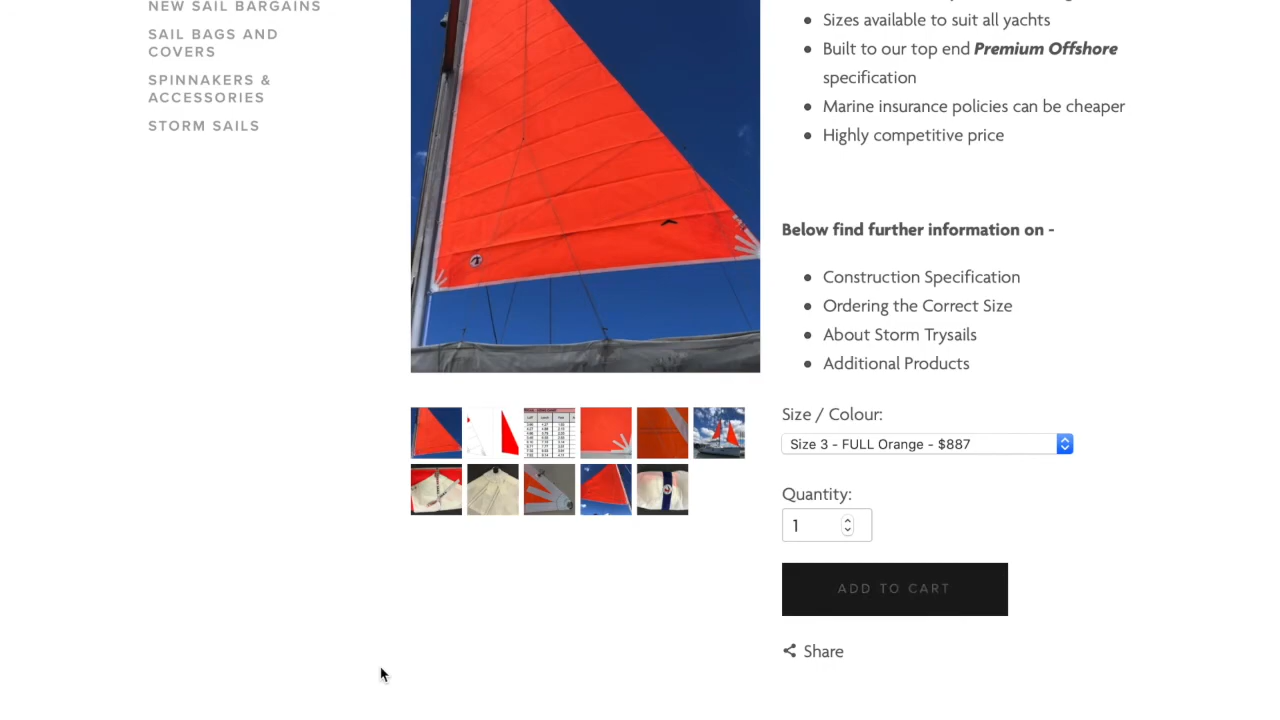 NEW SAIL BARGAINS
SAIL BAGS AND
COVERS
SPINNAKERS &
ACCESSORIES
STORM SAILS
Sizes available to suit all yachts
Built to our top end Premium Offshore
specification
Marine insurance policies can be cheaper
Highly competitive price
Below find further information on -
Construction Specification
Ordering the Correct Size
About Storm Trysails
Additional Products
Size / Colour:
Size 3 - FULL Orange - $887
Quantity:
1
ADD TO CART
Share